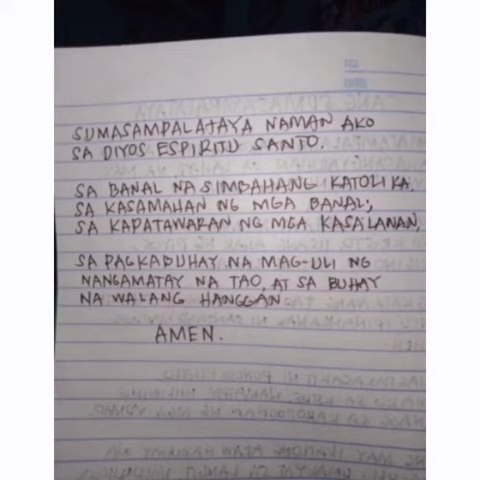 SUMASAMPALATAYA NAMAN AKO
SA DIYOS ESPIRITU SANTO.
SA BANAL NA SIMBAHANG KATOLIKA,
SA KASAMAHAN NG MGA BANAL;
SA KAPATAWARAN NG MGA KASALANAN,
SA PAGKABUHAY NA MAG-ULI NG
NANGAMATAY NA TAO, AT SA BUHAY
NA WALANG HANGGAN.
AMEN.